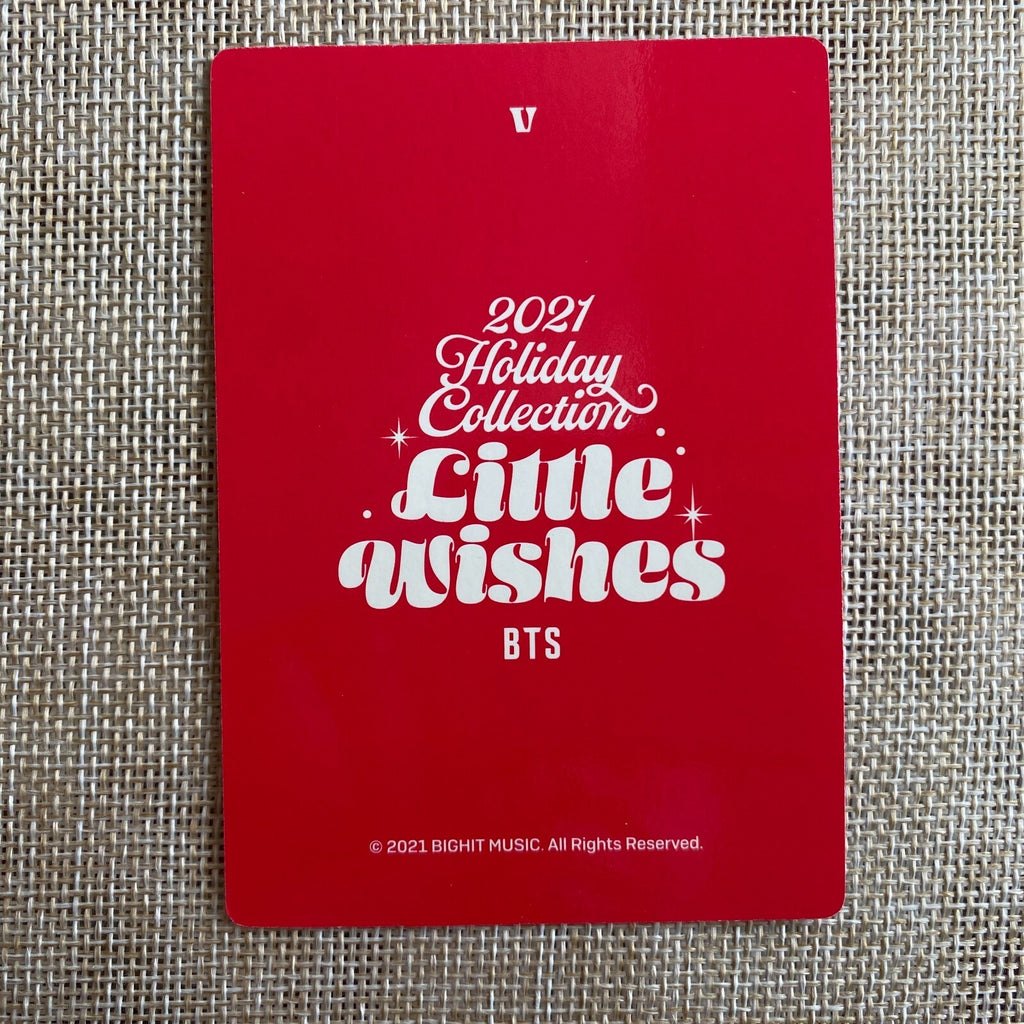 V
2021
Holiday
Collection
Little
Wishes
BTS
© 2021 BIGHIT MUSIC. All Rights Reserved.